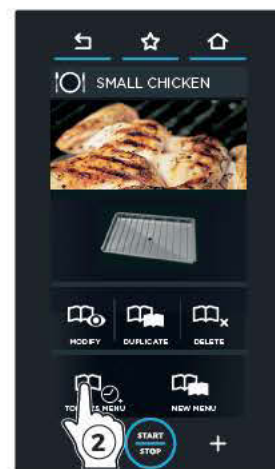 SMALL CHICKEN
MODIFY DUPLICATE DELETE
NEW MENU
2
START
STOP